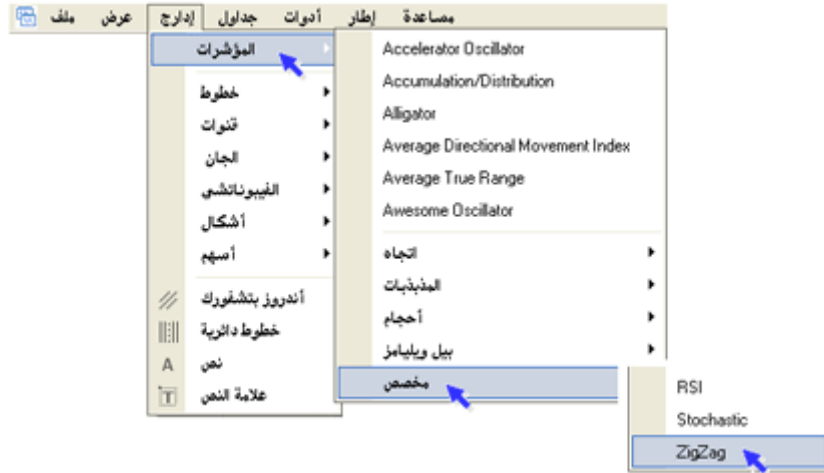 ملف عرض إدارج جداول أدوات إطار مساعدة
المؤشرات
خطوط
قنوات
الجان
الفيبوناتشي
أشكال
أسهم
أندروز بتشفورك
خطوط دائرية
A نص
T علامة النص
Accelerator Oscillator
Accumulation/Distribution
Alligator
Average Directional Movement Index
Average True Range
Awesome Oscillator
اتجاه
المذبذبات
أحجام
بيل ويليامز
مخصص
RSI
Stochastic
ZigZag